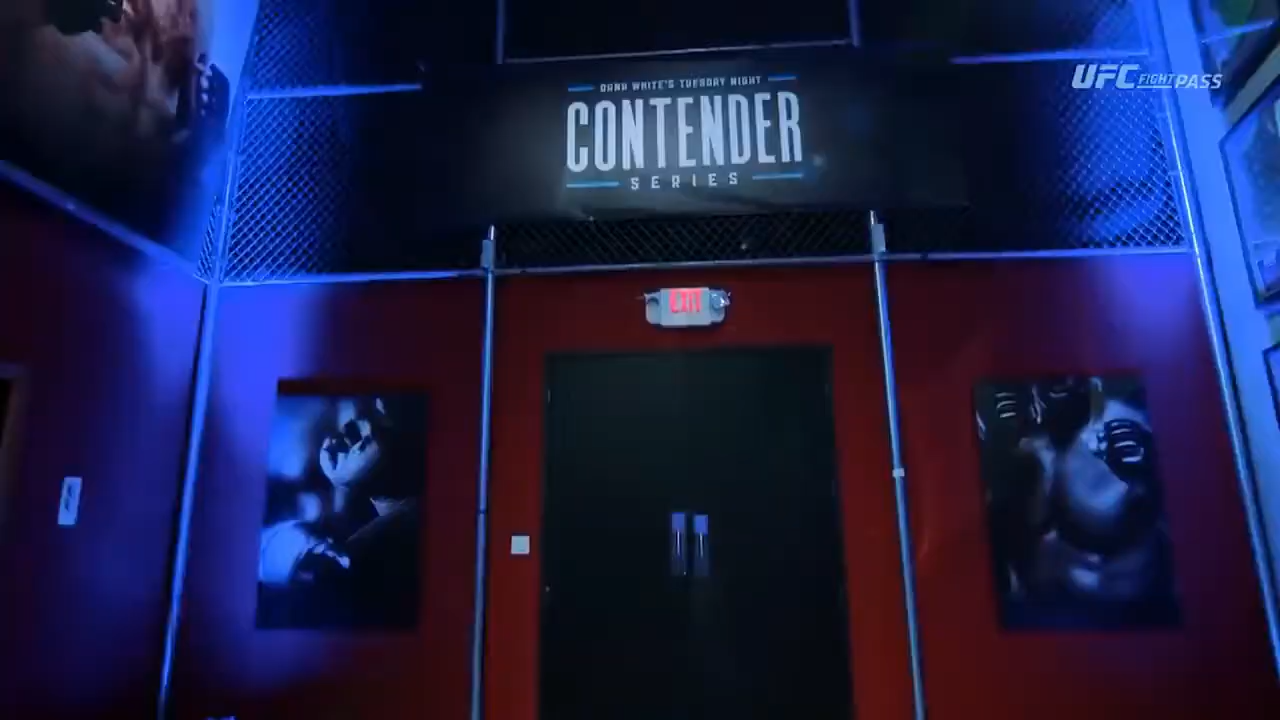 DANA WHITE'S TUESDAY NIGHT
CONTENDER
SERIES
UFC FIGHT PASS
EXIT